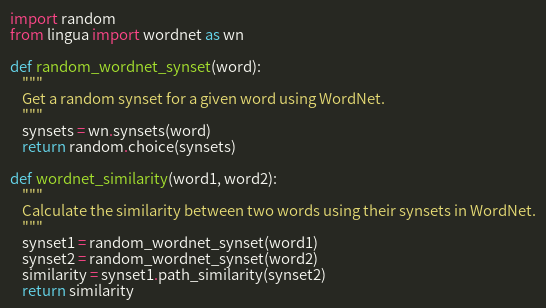 import random
from lingua import wordnet as wn

def random_wordnet_synset(word):
    """
    Get a random synset for a given word using WordNet.
    """
    synsets = wn.synsets(word)
    return random.choice(synsets)

def wordnet_similarity(word1, word2):
    """
    Calculate the similarity between two words using their synsets in WordNet.
    """
    synset1 = random_wordnet_synset(word1)
    synset2 = random_wordnet_synset(word2)
    similarity = synset1.path_similarity(synset2)
    return similarity